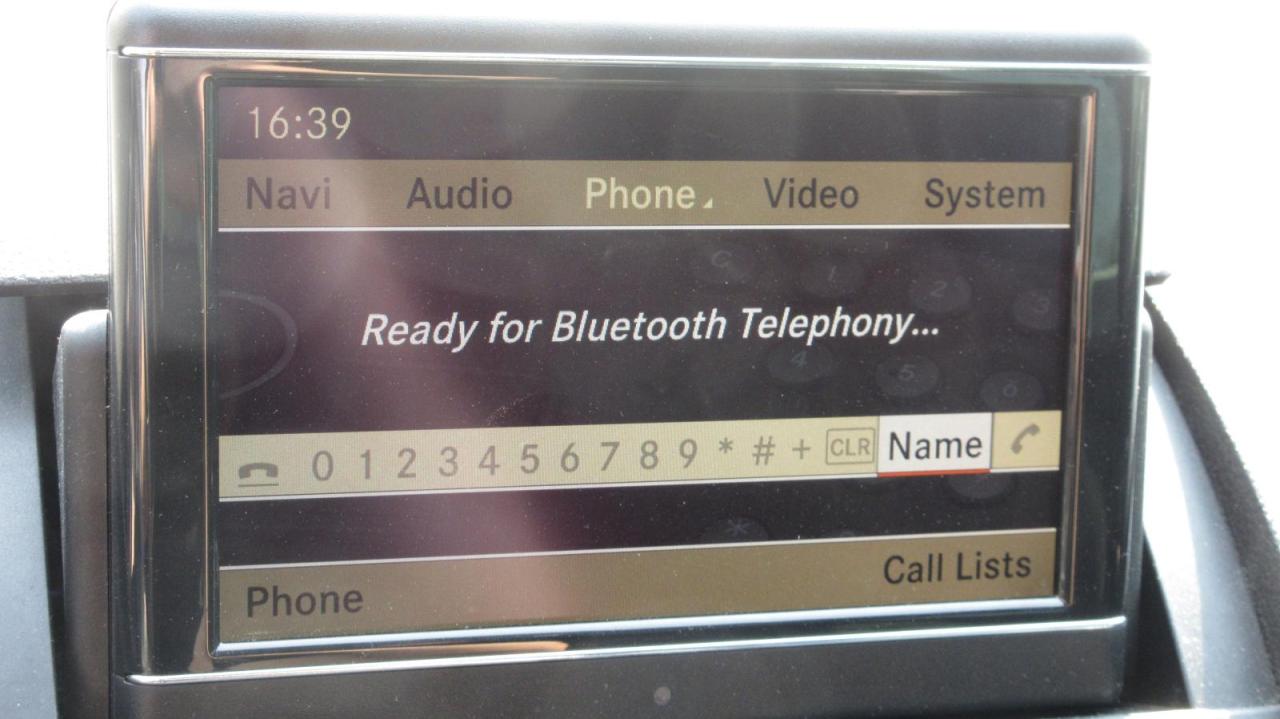 16:39
Navi Audio Phone Video System
Ready for Bluetooth Telephony...
0 1 2 3 4 5 6 7 8 9 * # + CLR Name
Phone Call Lists